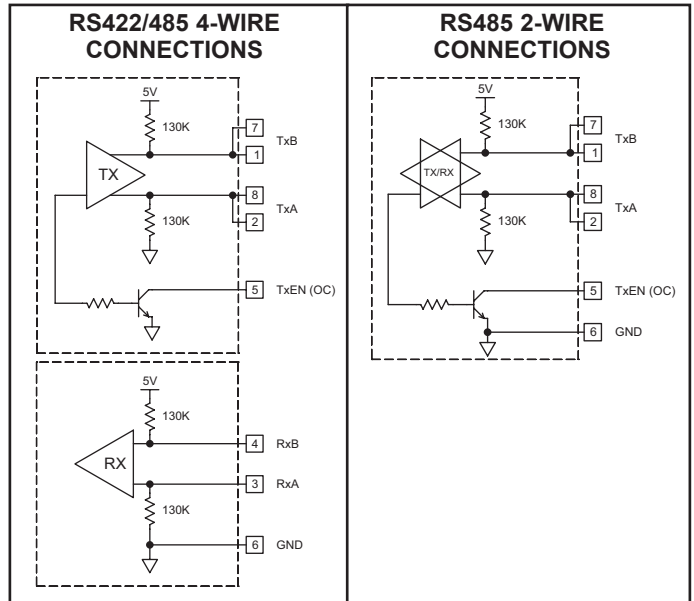 RS422/485 4-WIRE
CONNECTIONS
5V
130K
7
TxB
1
TX
8
TxA
2
130K
5 TxEN (OC)
5V
130K
4 RxB
RX
3 RxA
130K
6 GND
RS485 2-WIRE
CONNECTIONS
5V
130K
7
TxB
1
TX/RX
8
TxA
2
130K
5 TxEN (OC)
6 GND